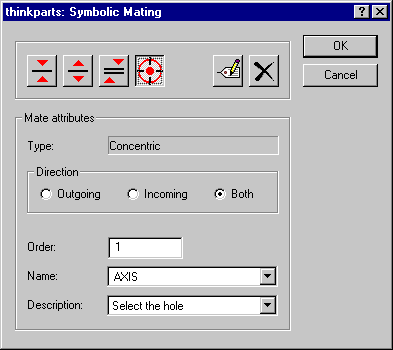 thinkparts: Symbolic Mating
OK
Cancel
Mate attributes
Type: Concentric
Direction
Outgoing Incoming Both
Order: 1
Name: AXIS
Description: Select the hole